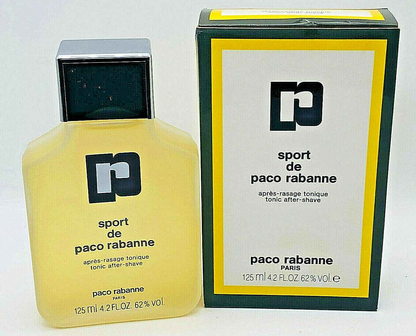 sport
de
paco rabanne
après-rasage tonique
tonic after-shave
paco rabanne
PARIS
125 ml 4.2 FL.OZ. 62% vol.
sport
de
paco rabanne
après-rasage tonique
tonic after-shave
paco rabanne
PARIS
125 ml 4.2 FL.OZ. 62% vol. e